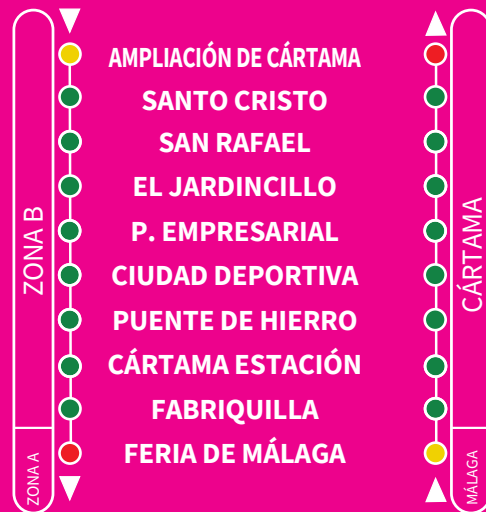 AMPLIACIÓN DE CÁRTAMA
SANTO CRISTO
SAN RAFAEL
EL JARDINCILLO
P. EMPRESARIAL
CIUDAD DEPORTIVA
PUENTE DE HIERRO
CÁRTAMA ESTACIÓN
FABRIQUILLA
FERIA DE MÁLAGA
ZONA B
ZONA A
CÁRTAMA
MÁLAGA